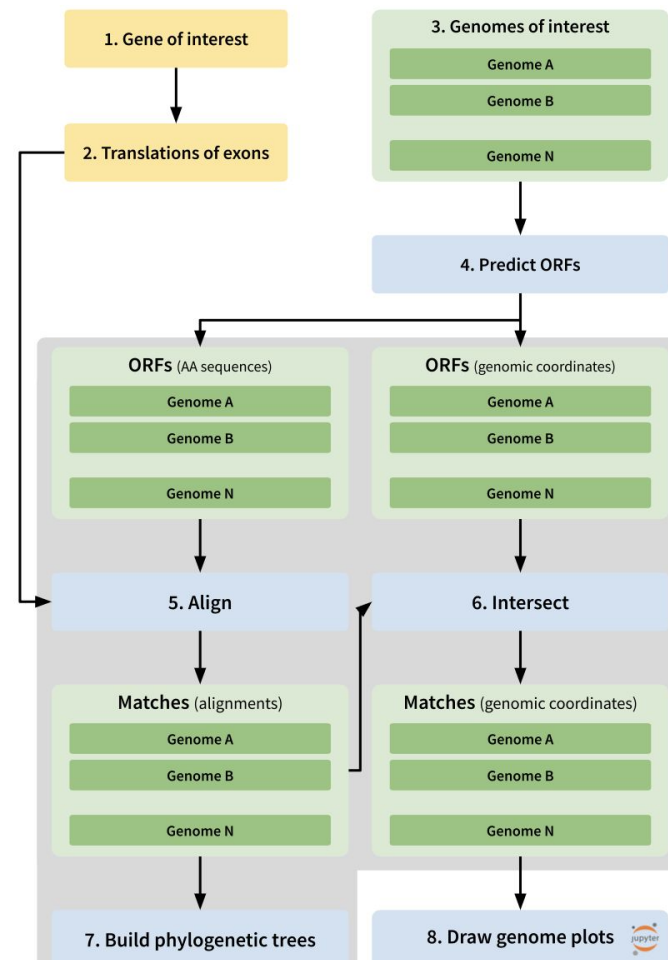 1. Gene of interest
2. Translations of exons
3. Genomes of interest
Genome A
Genome B
Genome N
4. Predict ORFs
ORFs (AA sequences)
Genome A
Genome B
Genome N
ORFs (genomic coordinates)
Genome A
Genome B
Genome N
5. Align
6. Intersect
Matches (alignments)
Genome A
Genome B
Genome N
Matches (genomic coordinates)
Genome A
Genome B
Genome N
7. Build phylogenetic trees
8. Draw genome plots
jupyter